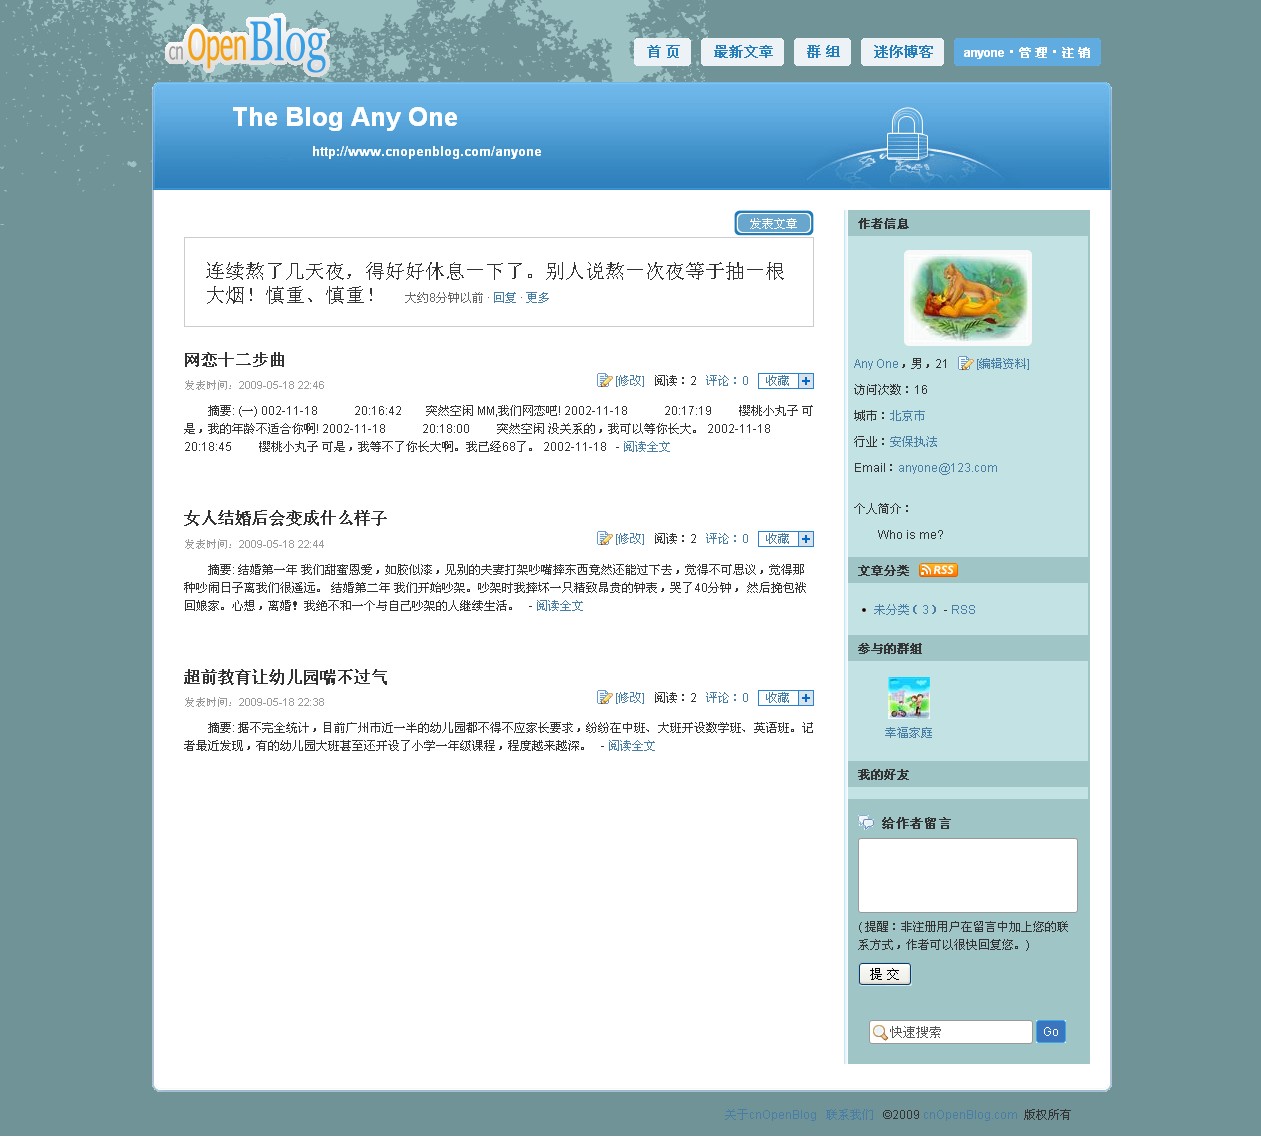 cnOpenBlog
首 页 最新文章 群 组 迷你博客 anyone · 管 理 · 注 销
The Blog Any One
http://www.cnopenblog.com/anyone
发表文章
连续熬了几天夜，得好好休息一下了。别人说熬一次夜等于抽一根
大烟！慎重、慎重！ 大约8分钟以前 · 回复 · 更多
网恋十二步曲
发表时间：2009-05-18 22:46 [修改] 阅读：2 评论：0 收藏 +
摘要: (一) 002-11-18 20:16:42 突然空闲 MM,我们网恋吧! 2002-11-18 20:17:19 樱桃小丸子 可
是，我的年龄不适合你啊! 2002-11-18 20:18:00 突然空闲 没关系的，我可以等你长大。 2002-11-18
20:18:45 樱桃小丸子 可是，我等不了你长大啊。我已经68了。 2002-11-18 - 阅读全文
女人结婚后会变成什么样子
发表时间：2009-05-18 22:44 [修改] 阅读：2 评论：0 收藏 +
摘要: 结婚第一年 我们甜蜜恩爱，如胶似漆，见别的夫妻打架吵嘴摔东西竟然还能过下去，觉得不可思议，觉得那
种吵闹日子离我们很遥远。 结婚第二年 我们开始吵架。吵架时我摔坏一只精致昂贵的钟表，哭了40分钟， 然后挽包袱
回娘家。心想，离婚！我绝不和一个与自己吵架的人继续生活。 - 阅读全文
超前教育让幼儿园喘不过气
发表时间：2009-05-18 22:38 [修改] 阅读：2 评论：0 收藏 +
摘要: 据不完全统计，目前广州市近一半的幼儿园都不得不应家长要求，纷纷在中班、大班开设数学班、英语班。记
者最近发现，有的幼儿园大班甚至还开设了小学一年级课程，程度越来越深。 - 阅读全文
作者信息
Any One，男，21 [编辑资料]
访问次数：16
城市：北京市
行业：安保执法
Email：anyone@123.com
个人简介：
Who is me?
文章分类 RSS
• 未分类（3） - RSS
参与的群组
幸福家庭
我的好友
给作者留言
(提醒：非注册用户在留言中加上您的联
系方式，作者可以很快回复您。)
提 交
快速搜索 Go
关于cnOpenBlog 联系我们 ©2009 cnOpenBlog.com 版权所有